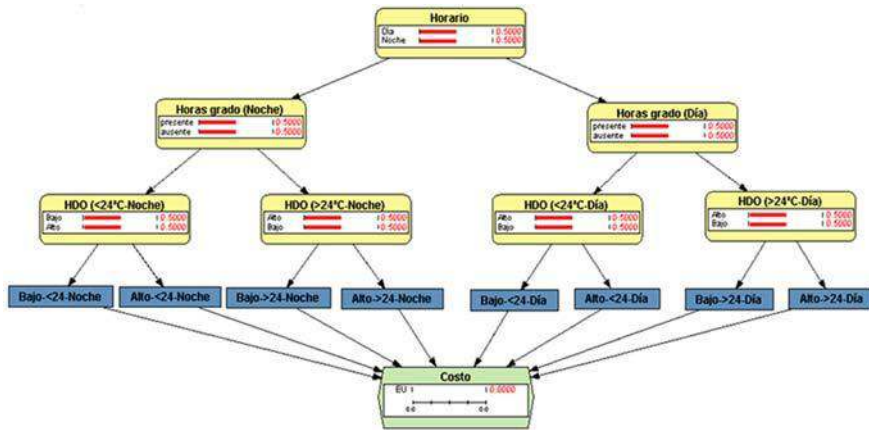 Horario
Día 0.5000
Noche 0.5000
Horas grado (Noche)
presente 0.5000
ausente 0.5000
Horas grado (Día)
presente 0.5000
ausente 0.5000
HDO (<24°C-Noche)
Bajo 0.5000
Alto 0.5000
HDO (>24°C-Noche)
Alto 0.5000
Bajo 0.5000
HDO (<24°C-Día)
Alto 0.5000
Bajo 0.5000
HDO (>24°C-Día)
Alto 0.5000
Bajo 0.5000
Bajo-<24-Noche
Alto-<24-Noche
Bajo->24-Noche
Alto->24-Noche
Bajo-<24-Día
Alto-<24-Día
Bajo->24-Día
Alto->24-Día
Costo
EU 0.0000
0.0 0.0